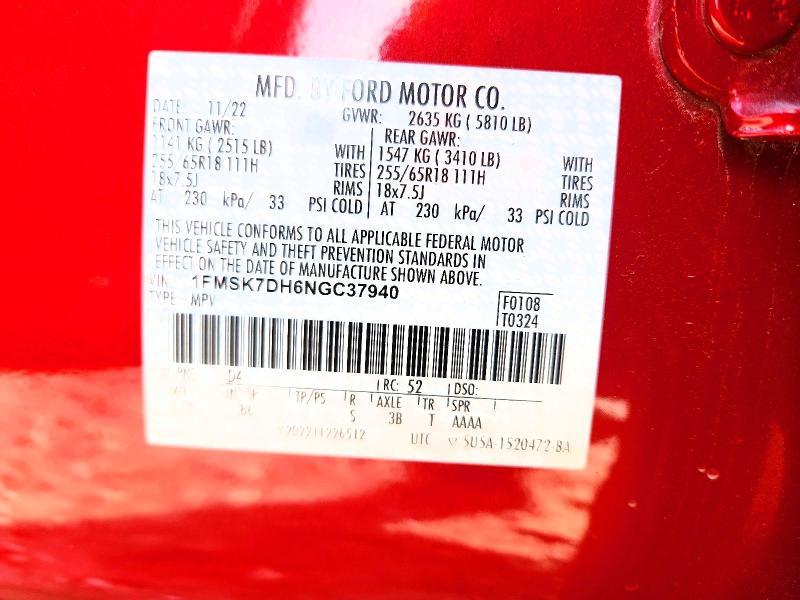 MFD. BY FORD MOTOR CO.
DATE: 11/22 GVWR: 2635 KG ( 5810 LB)
FRONT GAWR: REAR GAWR:
1141 KG ( 2515 LB) WITH 1547 KG ( 3410 LB) WITH
255/65R18 111H TIRES 255/65R18 111H TIRES
18x7.5J RIMS 18x7.5J RIMS
AT 230 kPa/ 33 PSI COLD AT 230 kPa/ 33 PSI COLD
THIS VEHICLE CONFORMS TO ALL APPLICABLE FEDERAL MOTOR
VEHICLE SAFETY AND THEFT PREVENTION STANDARDS IN
EFFECT ON THE DATE OF MANUFACTURE SHOWN ABOVE.
VIN: 1FMSK7DH6NGC37940
TYPE: MPV F0108
T0324
D4 RC: 52 DSO:
TP/PS R AXLE TR SPR
S 3B T AAAA
UTC SUSA-1520472-BA